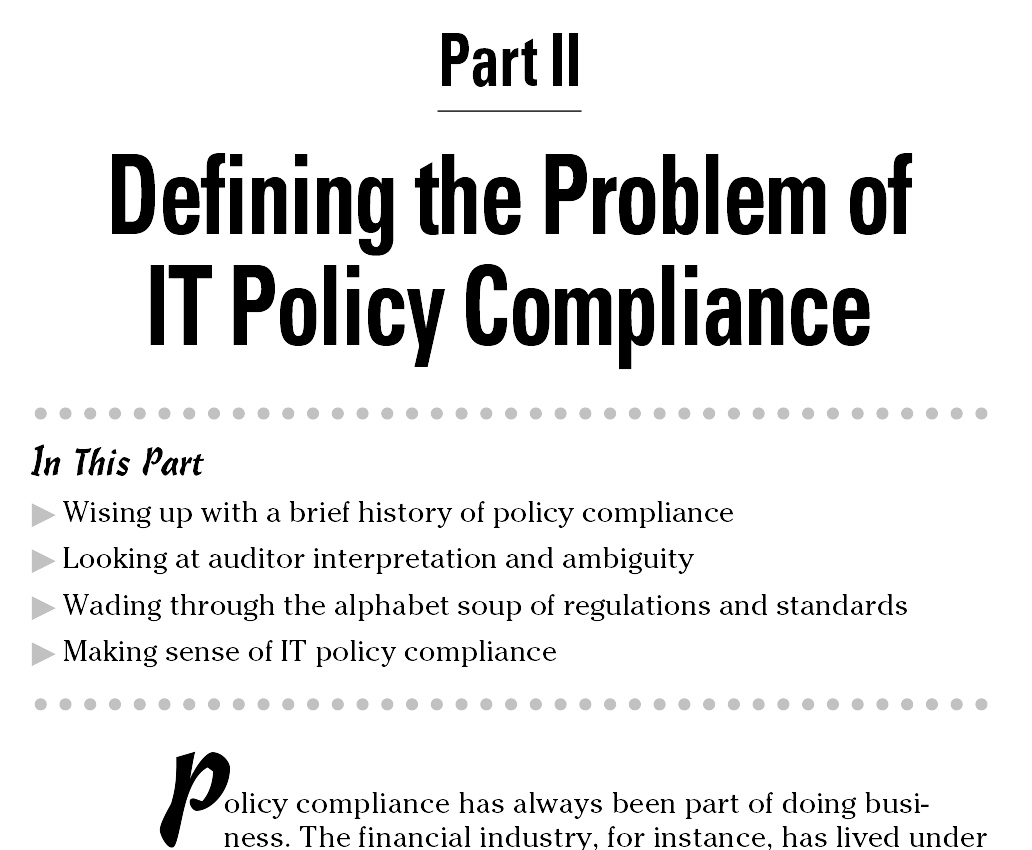 Part II
Defining the Problem of
IT Policy Compliance
In This Part
▶ Wising up with a brief history of policy compliance
▶ Looking at auditor interpretation and ambiguity
▶ Wading through the alphabet soup of regulations and standards
▶ Making sense of IT policy compliance
Policy compliance has always been part of doing busi-
ness. The financial industry, for instance, has lived under